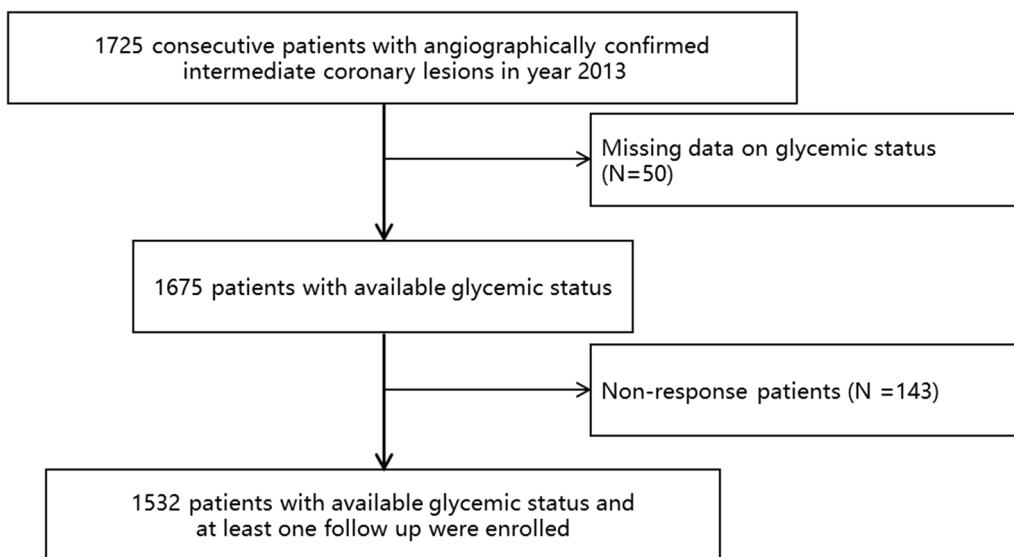 1725 consecutive patients with angiographically confirmed
intermediate coronary lesions in year 2013
Missing data on glycemic status
(N=50)
1675 patients with available glycemic status
Non-response patients (N =143)
1532 patients with available glycemic status and
at least one follow up were enrolled